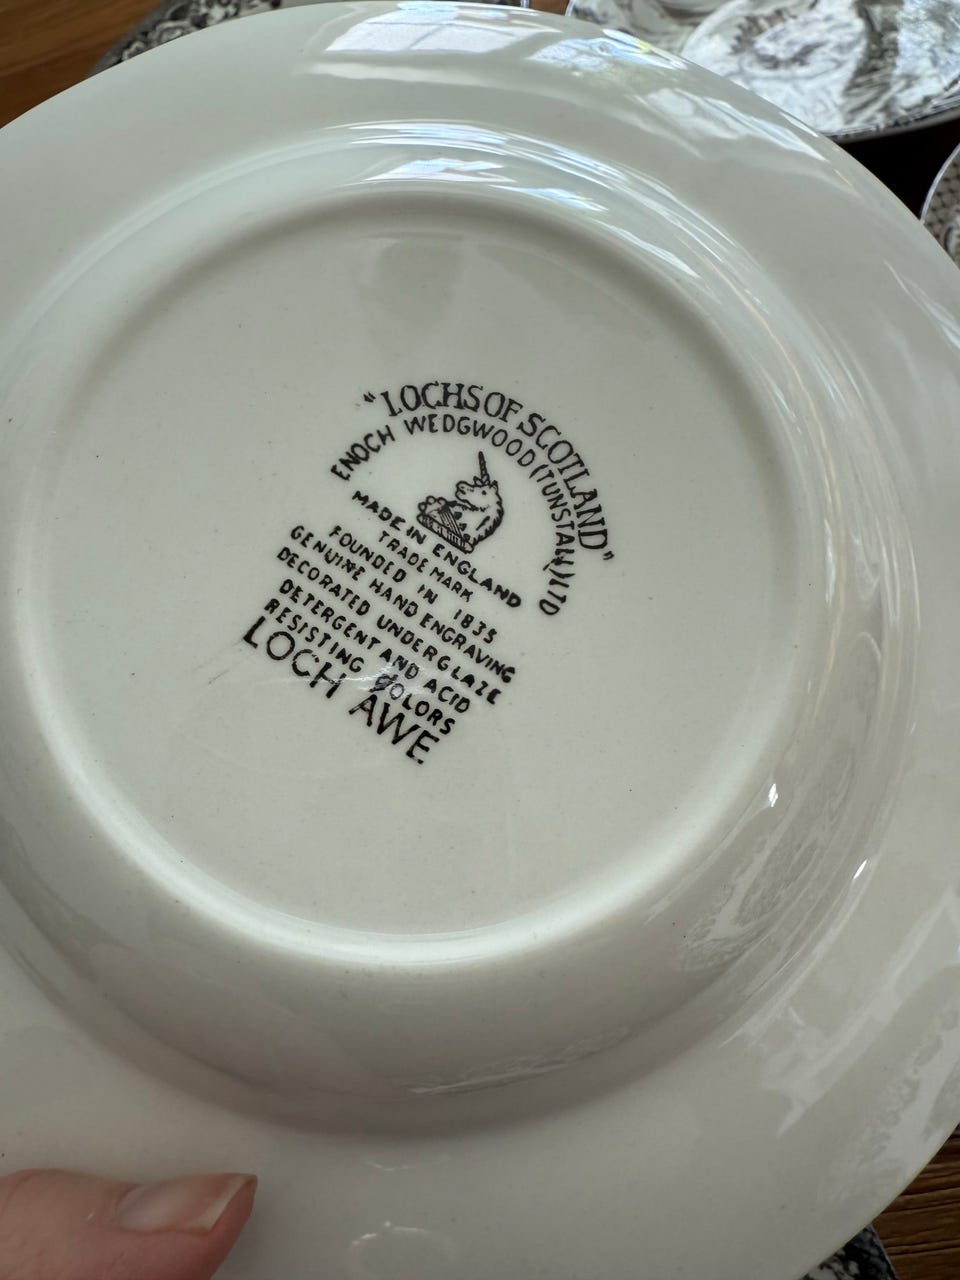 "LOCHS OF SCOTLAND"
ENOCH WEDGWOOD (TUNSTALL) LTD
MADE IN ENGLAND
TRADE MARK
FOUNDED IN 1835
GENUINE HAND ENGRAVING
DECORATED UNDERGLAZE
DETERGENT AND ACID
RESISTING COLORS
LOCH AWE